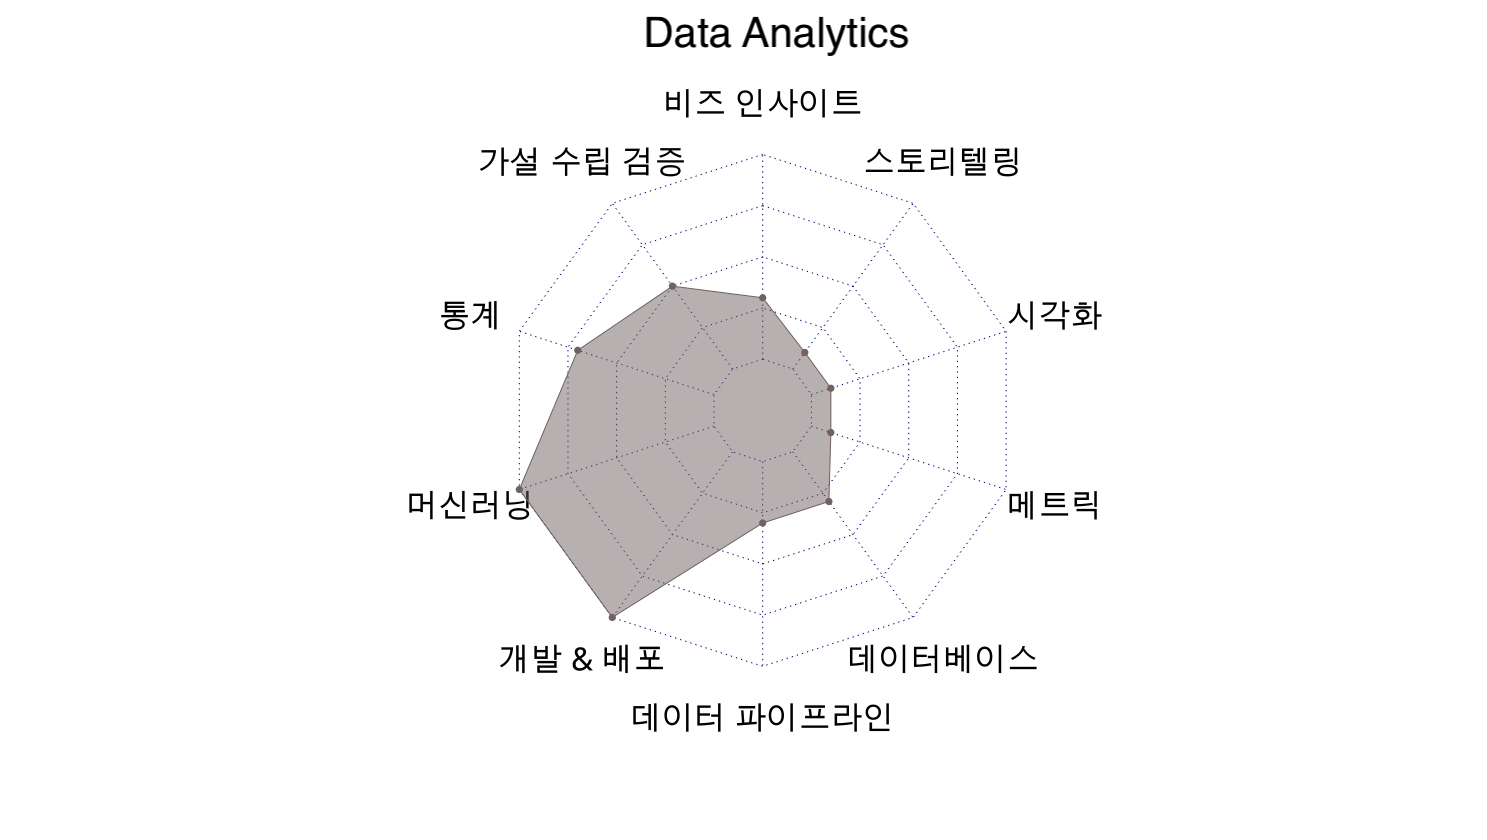 Data Analytics
비즈 인사이트
가설 수립 검증
스토리텔링
통계
시각화
머신러닝
메트릭
개발 & 배포
데이터베이스
데이터 파이프라인